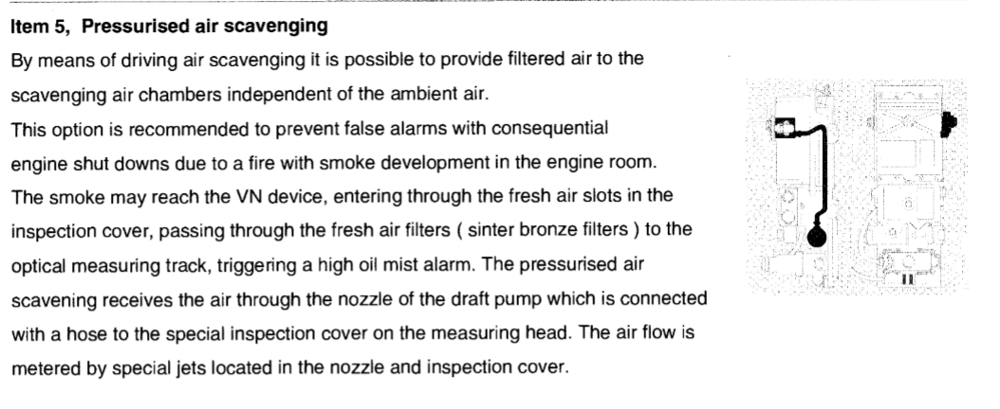 Item 5,  Pressurised air scavenging
By means of driving air scavenging it is possible to provide filtered air to the
scavenging air chambers independent of the ambient air.
This option is recommended to prevent false alarms with consequential
engine shut downs due to a fire with smoke development in the engine room.
The smoke may reach the VN device, entering through the fresh air slots in the
inspection cover, passing through the fresh air filters ( sinter bronze filters ) to the
optical measuring track, triggering a high oil mist alarm. The pressurised air
scavening receives the air through the nozzle of the draft pump which is connected
with a hose to the special inspection cover on the measuring head. The air flow is
metered by special jets located in the nozzle and inspection cover.